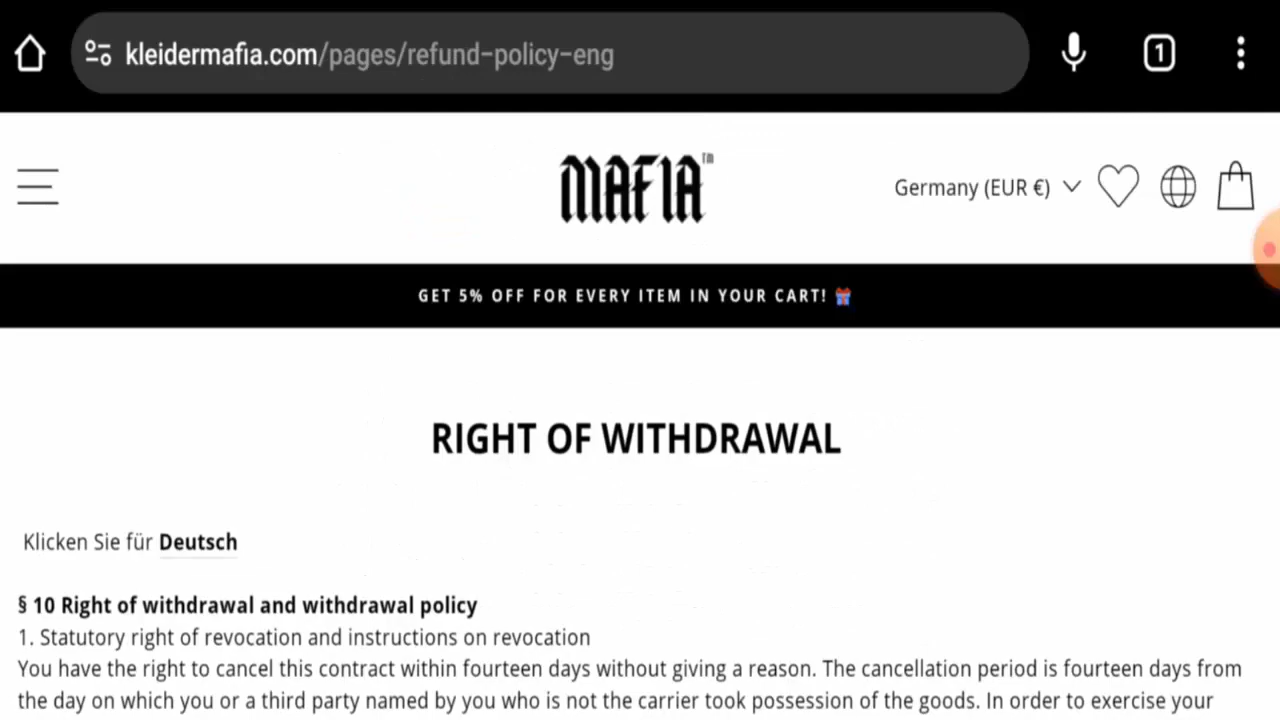 kleidermafia.com/pages/refund-policy-eng
1
MAFIA™
Germany (EUR €)
GET 5% OFF FOR EVERY ITEM IN YOUR CART!
RIGHT OF WITHDRAWAL
Klicken Sie für Deutsch
§ 10 Right of withdrawal and withdrawal policy
1. Statutory right of revocation and instructions on revocation
You have the right to cancel this contract within fourteen days without giving a reason. The cancellation period is fourteen days from
the day on which you or a third party named by you who is not the carrier took possession of the goods. In order to exercise your